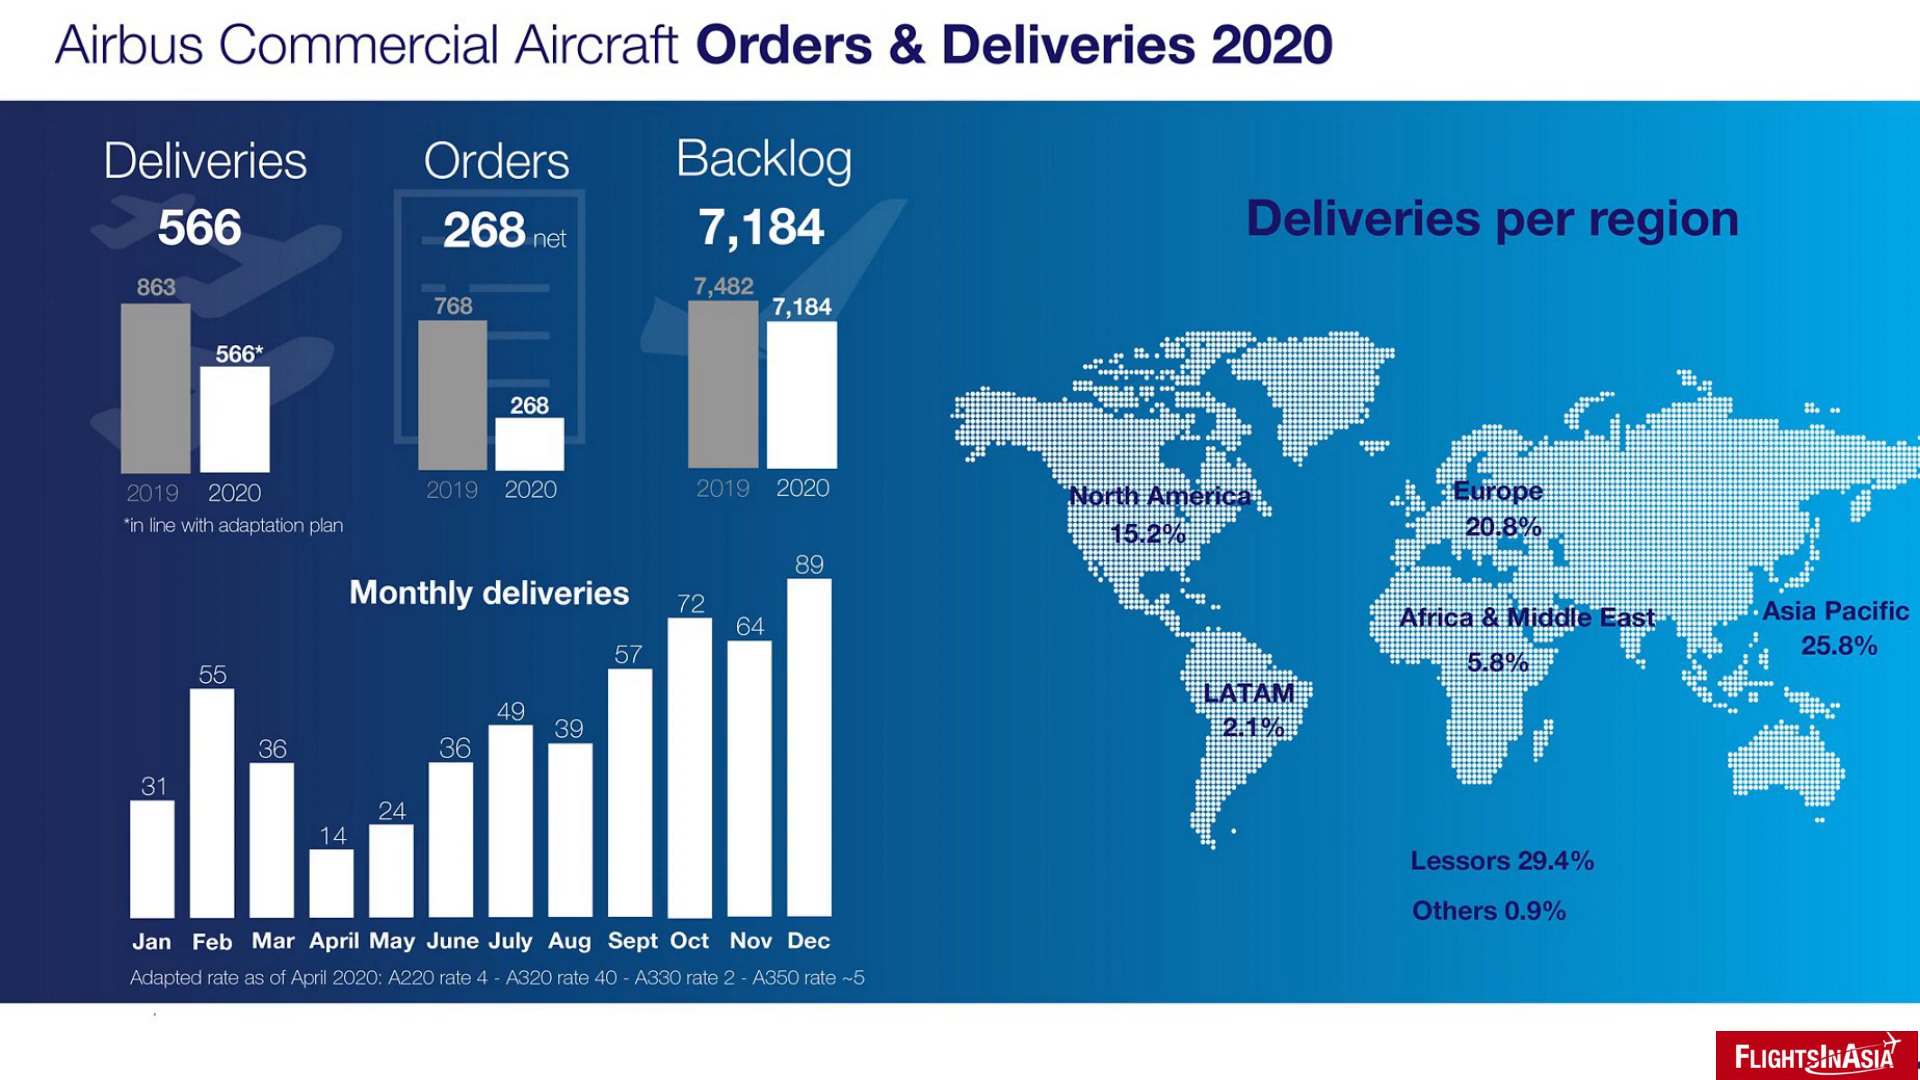 Airbus Commercial Aircraft Orders & Deliveries 2020
Deliveries
566
863
566*
2019 2020
*in line with adaptation plan
Orders
268 net
768
268
2019 2020
Backlog
7,184
7,482
7,184
2019 2020
Monthly deliveries
31
55
36
14
24
36
49
39
57
72
64
89
Jan Feb Mar April May June July Aug Sept Oct Nov Dec
Adapted rate as of April 2020: A220 rate 4 - A320 rate 40 - A330 rate 2 - A350 rate ~5
Deliveries per region
North America
15.2%
Europe
20.8%
Africa & Middle East
5.8%
Asia Pacific
25.8%
LATAM
2.1%
Lessors 29.4%
Others 0.9%
FLIGHTSINASIA